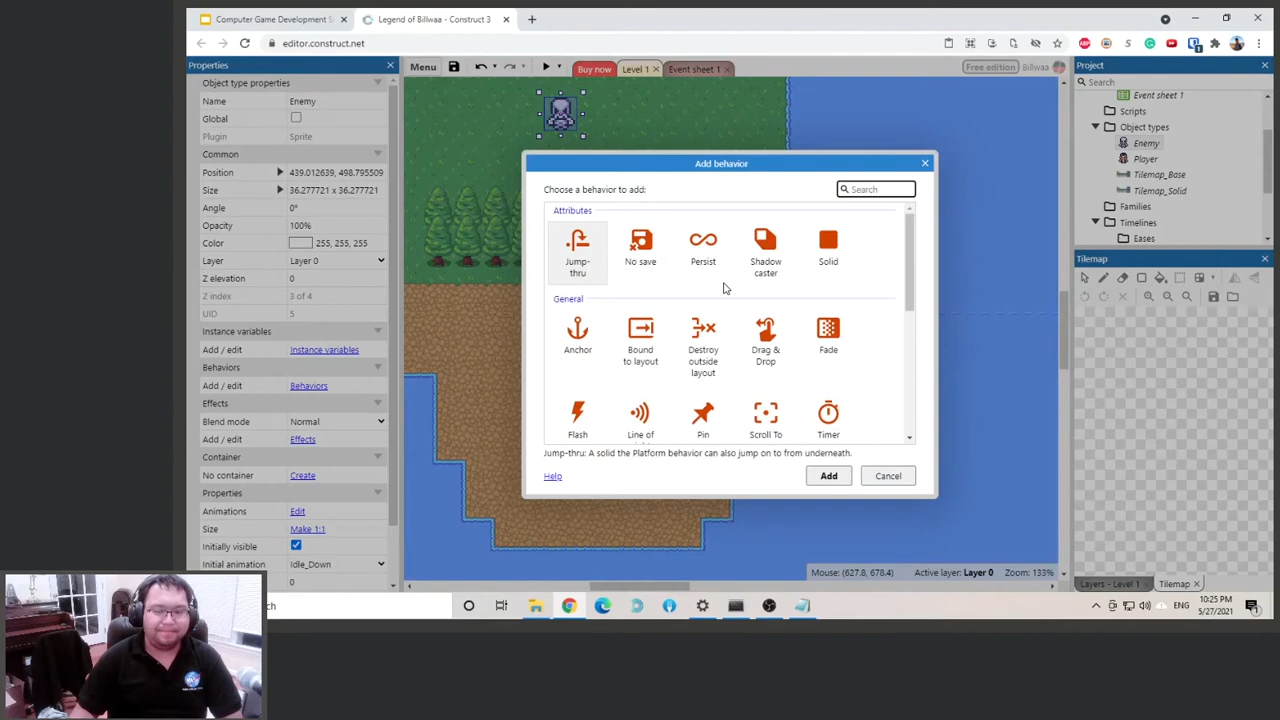 Computer Game Development S
Legend of Billwaa - Construct 3
editor.construct.net
Properties
Menu
Buy now
Level 1
Event sheet 1
Free edition
Billwaa
Object type properties
Name Enemy
Global
Plugin Sprite
Common
Position 439.012639, 498.795509
Size 36.277721 x 36.277721
Angle 0°
Opacity 100%
Color 255, 255, 255
Layer Layer 0
Z elevation 0
Z index 3 of 4
UID 5
Instance variables
Add / edit Instance variables
Behaviors
Add / edit Behaviors
Effects
Blend mode Normal
Add / edit Effects
Container
No container Create
Properties
Animations Edit
Size Make 1:1
Initially visible
Initial animation Idle_Down
0
Add behavior
Choose a behavior to add:
Search
Attributes
Jump-thru
No save
Persist
Shadow caster
Solid
General
Anchor
Bound to layout
Destroy outside layout
Drag & Drop
Fade
Flash
Line of
Pin
Scroll To
Timer
Jump-thru: A solid the Platform behavior can also jump on to from underneath.
Help
Add
Cancel
Mouse: (627.8, 678.4) Active layer: Layer 0 Zoom: 133%
Project
Search
Event sheet 1
Scripts
Object types
Enemy
Player
Tilemap_Base
Tilemap_Solid
Families
Timelines
Eases
Tilemap
Layers - Level 1
Tilemap
ch
ENG
10:25 PM
5/27/2021